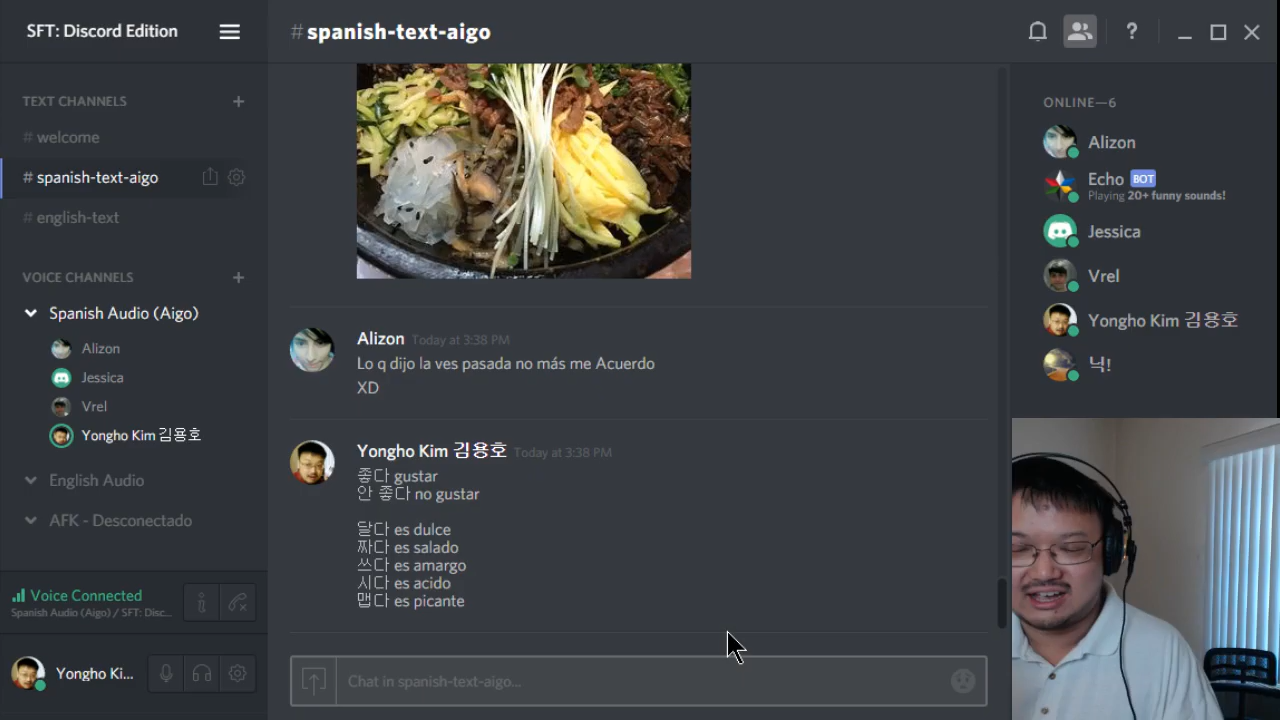 SFT: Discord Edition
TEXT CHANNELS
# welcome
# spanish-text-aigo
# english-text
VOICE CHANNELS
Spanish Audio (Aigo)
Alizon
Jessica
Vrel
Yongho Kim 김용호
English Audio
AFK - Desconectado
Voice Connected
Spanish Audio (Aigo) / SFT: Disc...
Yongho Ki...
# spanish-text-aigo
Alizon Today at 3:38 PM
Lo q dijo la ves pasada no más me Acuerdo
XD
Yongho Kim 김용호 Today at 3:38 PM
좋다 gustar
안 좋다 no gustar
달다 es dulce
짜다 es salado
쓰다 es amargo
시다 es acido
맵다 es picante
Chat in spanish-text-aigo...
ONLINE—6
Alizon
Echo BOT
Playing 20+ funny sounds!
Jessica
Vrel
Yongho Kim 김용호
닉!